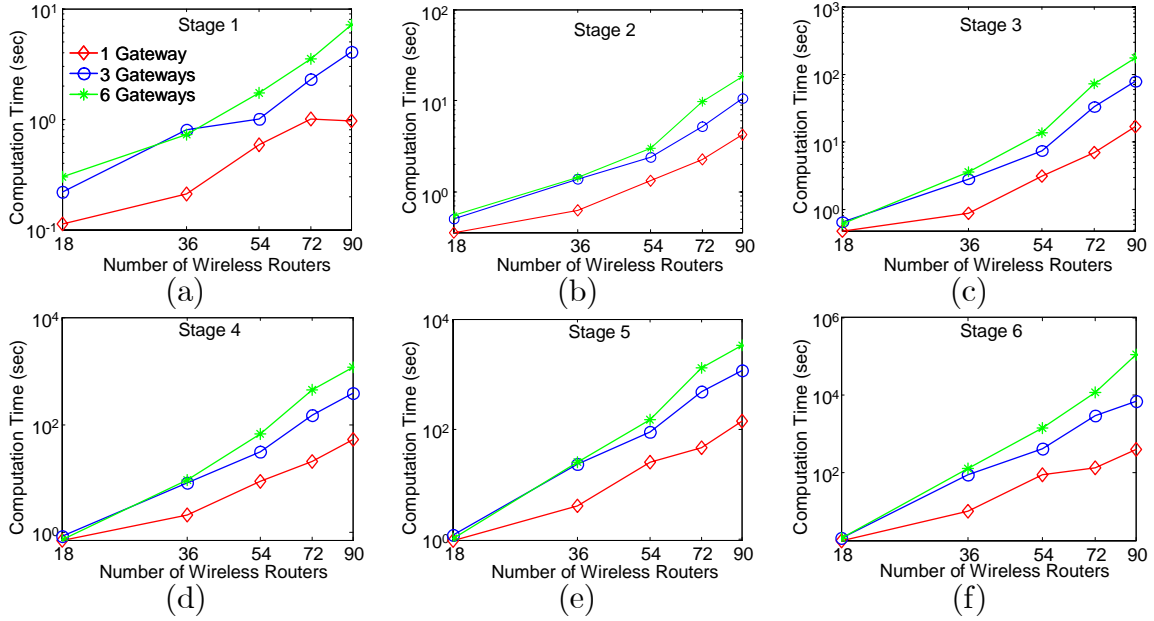 Stage 1
Computation Time (sec)
10^1
10^0
10^-1
1 Gateway
3 Gateways
6 Gateways
18 36 54 72 90
Number of Wireless Routers
(a)
Stage 2
Computation Time (sec)
10^2
10^1
10^0
18 36 54 72 90
Number of Wireless Routers
(b)
Stage 3
Computation Time (sec)
10^3
10^2
10^1
10^0
18 36 54 72 90
Number of Wireless Routers
(c)
Stage 4
Computation Time (sec)
10^4
10^2
10^0
18 36 54 72 90
Number of Wireless Routers
(d)
Stage 5
Computation Time (sec)
10^4
10^2
10^0
18 36 54 72 90
Number of Wireless Routers
(e)
Stage 6
Computation Time (sec)
10^6
10^4
10^2
18 36 54 72 90
Number of Wireless Routers
(f)